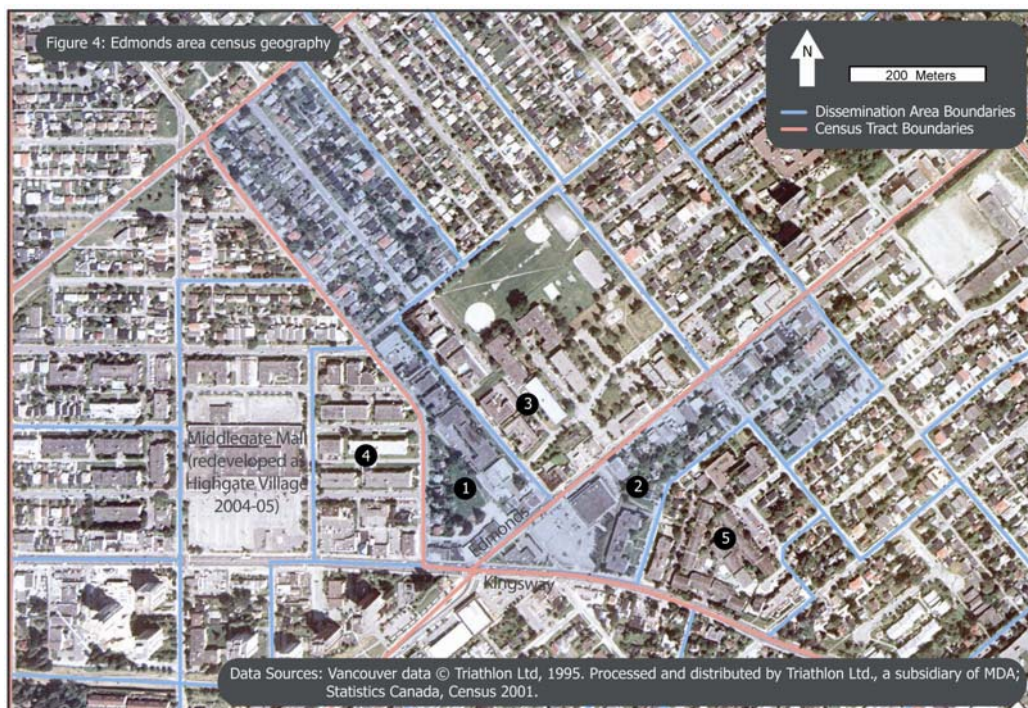 Figure 4: Edmonds area census geography
N
200 Meters
Dissemination Area Boundaries
Census Tract Boundaries
3
Middlegate Mall
(redeveloped as
Highgate Village
2004-05)
4
1
2
Edmonds
5
Kingsway
Data Sources: Vancouver data © Triathlon Ltd, 1995. Processed and distributed by Triathlon Ltd., a subsidiary of MDA;
Statistics Canada, Census 2001.